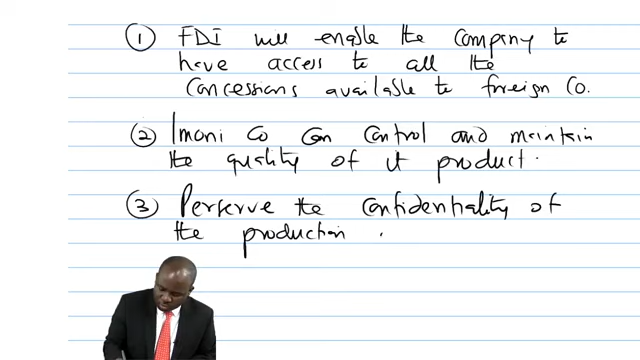 ① FDI will enable the Company to
have access to all the
Concessions available to foreign Co.
② Imani Co Can Control and maintain
the quality of it product.
③ Perserve the Confidentiality of
the production .